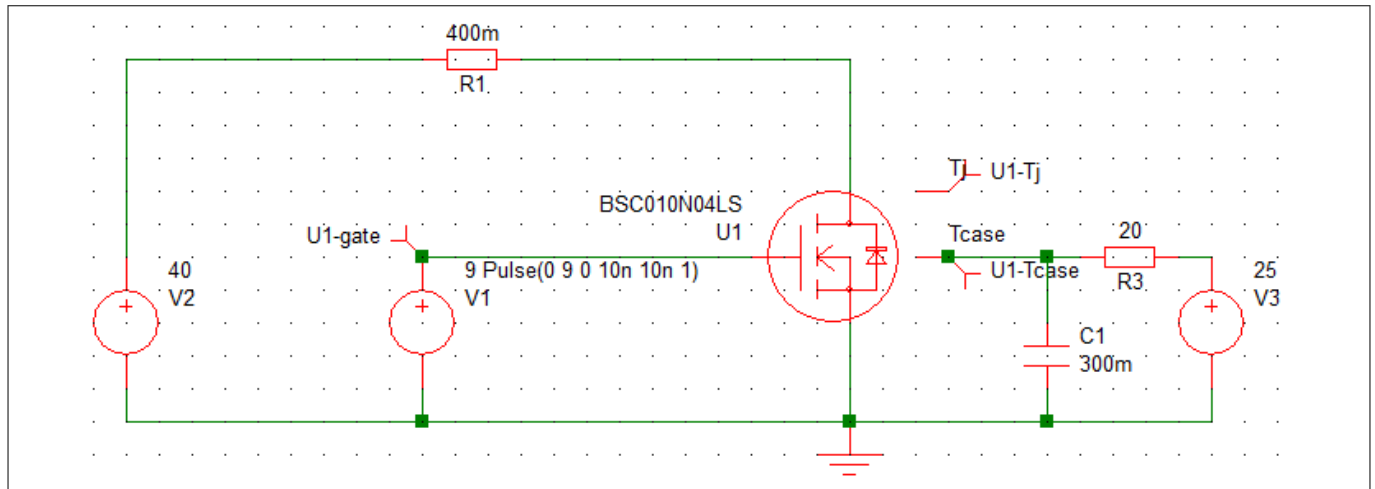 400m
R1
BSC010N04LS
U1
Tj
U1-Tj
U1-gate
Tcase
U1-Tcase
20
R3
40
V2
9 Pulse(0 9 0 10n 10n 1)
V1
25
V3
C1
300m